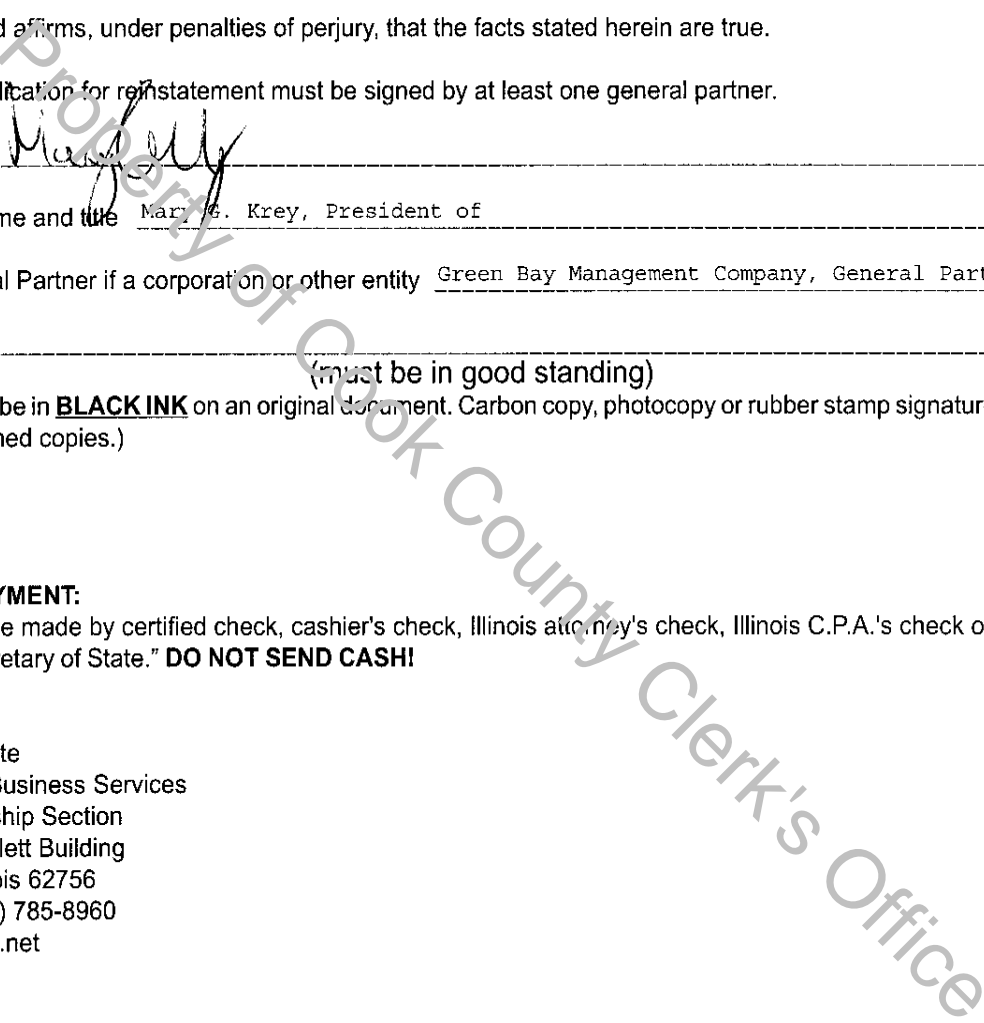 d affirms, under penalties of perjury, that the facts stated herein are true.
lication for reinstatement must be signed by at least one general partner.
me and title Mary G. Krey, President of
al Partner if a corporation or other entity Green Bay Management Company, General Part
(must be in good standing)
be in BLACK INK on an original document. Carbon copy, photocopy or rubber stamp signatur
ned copies.)
YMENT:
e made by certified check, cashier's check, Illinois attorney's check, Illinois C.P.A.'s check o
etary of State.” DO NOT SEND CASH!
te
Business Services
hip Section
lett Building
ois 62756
) 785-8960
.net
Property of Cook County Clerk's Office